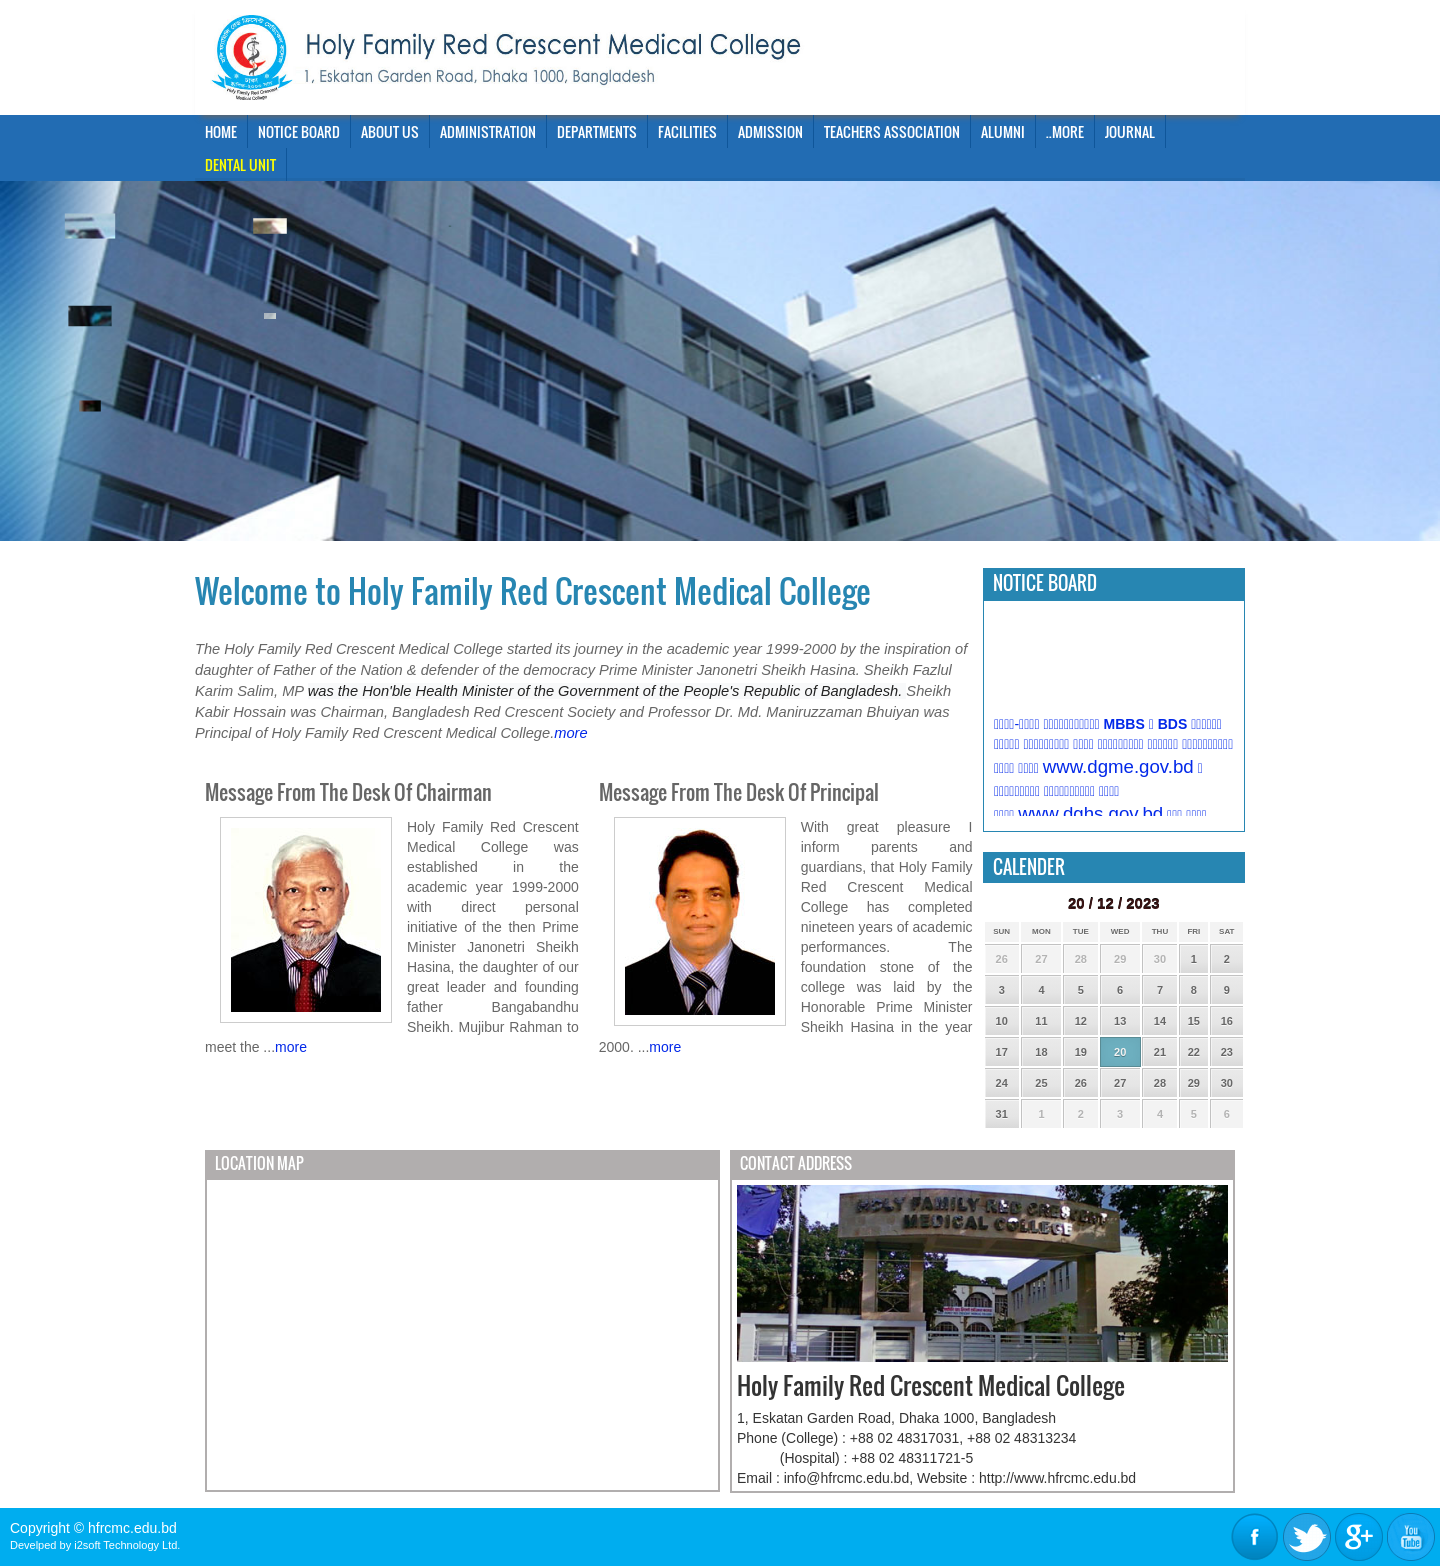 Holy Family Red Crescent Medical College
1, Eskatan Garden Road, Dhaka 1000, Bangladesh
Holy Family Red Crescent
Medical College
HOME NOTICE BOARD ABOUT US ADMINISTRATION DEPARTMENTS FACILITIES ADMISSION TEACHERS ASSOCIATION ALUMNI ..MORE JOURNAL
DENTAL UNIT
Welcome to Holy Family Red Crescent Medical College
The Holy Family Red Crescent Medical College started its journey in the academic year 1999-2000 by the inspiration of
daughter of Father of the Nation & defender of the democracy Prime Minister Janonetri Sheikh Hasina. Sheikh Fazlul
Karim Salim, MP was the Hon'ble Health Minister of the Government of the People's Republic of Bangladesh. Sheikh
Kabir Hossain was Chairman, Bangladesh Red Crescent Society and Professor Dr. Md. Maniruzzaman Bhuiyan was
Principal of Holy Family Red Crescent Medical College.more
Message From The Desk Of Chairman
Holy Family Red Crescent
Medical College was
established in the
academic year 1999-2000
with direct personal
initiative of the then Prime
Minister Janonetri Sheikh
Hasina, the daughter of our
great leader and founding
father Bangabandhu
Sheikh. Mujibur Rahman to
meet the ...more
Message From The Desk Of Principal
With great pleasure I
inform parents and
guardians, that Holy Family
Red Crescent Medical
College has completed
nineteen years of academic
performances. The
foundation stone of the
college was laid by the
Honorable Prime Minister
Sheikh Hasina in the year
2000. ...more
NOTICE BOARD
MBBS BDS
www.dgme.gov.bd
www.dghs.gov.bd
CALENDER
20 / 12 / 2023
SUN MON TUE WED THU FRI SAT
26 27 28 29 30 1 2
3 4 5 6 7 8 9
10 11 12 13 14 15 16
17 18 19 20 21 22 23
24 25 26 27 28 29 30
31 1 2 3 4 5 6
LOCATION MAP
CONTACT ADDRESS
HOLY FAMILY RED CRESCENT
MEDICAL COLLEGE
Holy Family Red Crescent Medical College
1, Eskatan Garden Road, Dhaka 1000, Bangladesh
Phone (College) : +88 02 48317031, +88 02 48313234
(Hospital) : +88 02 48311721-5
Email : info@hfrcmc.edu.bd, Website : http://www.hfrcmc.edu.bd
Copyright © hfrcmc.edu.bd
Develped by i2soft Technology Ltd.
You
Tube